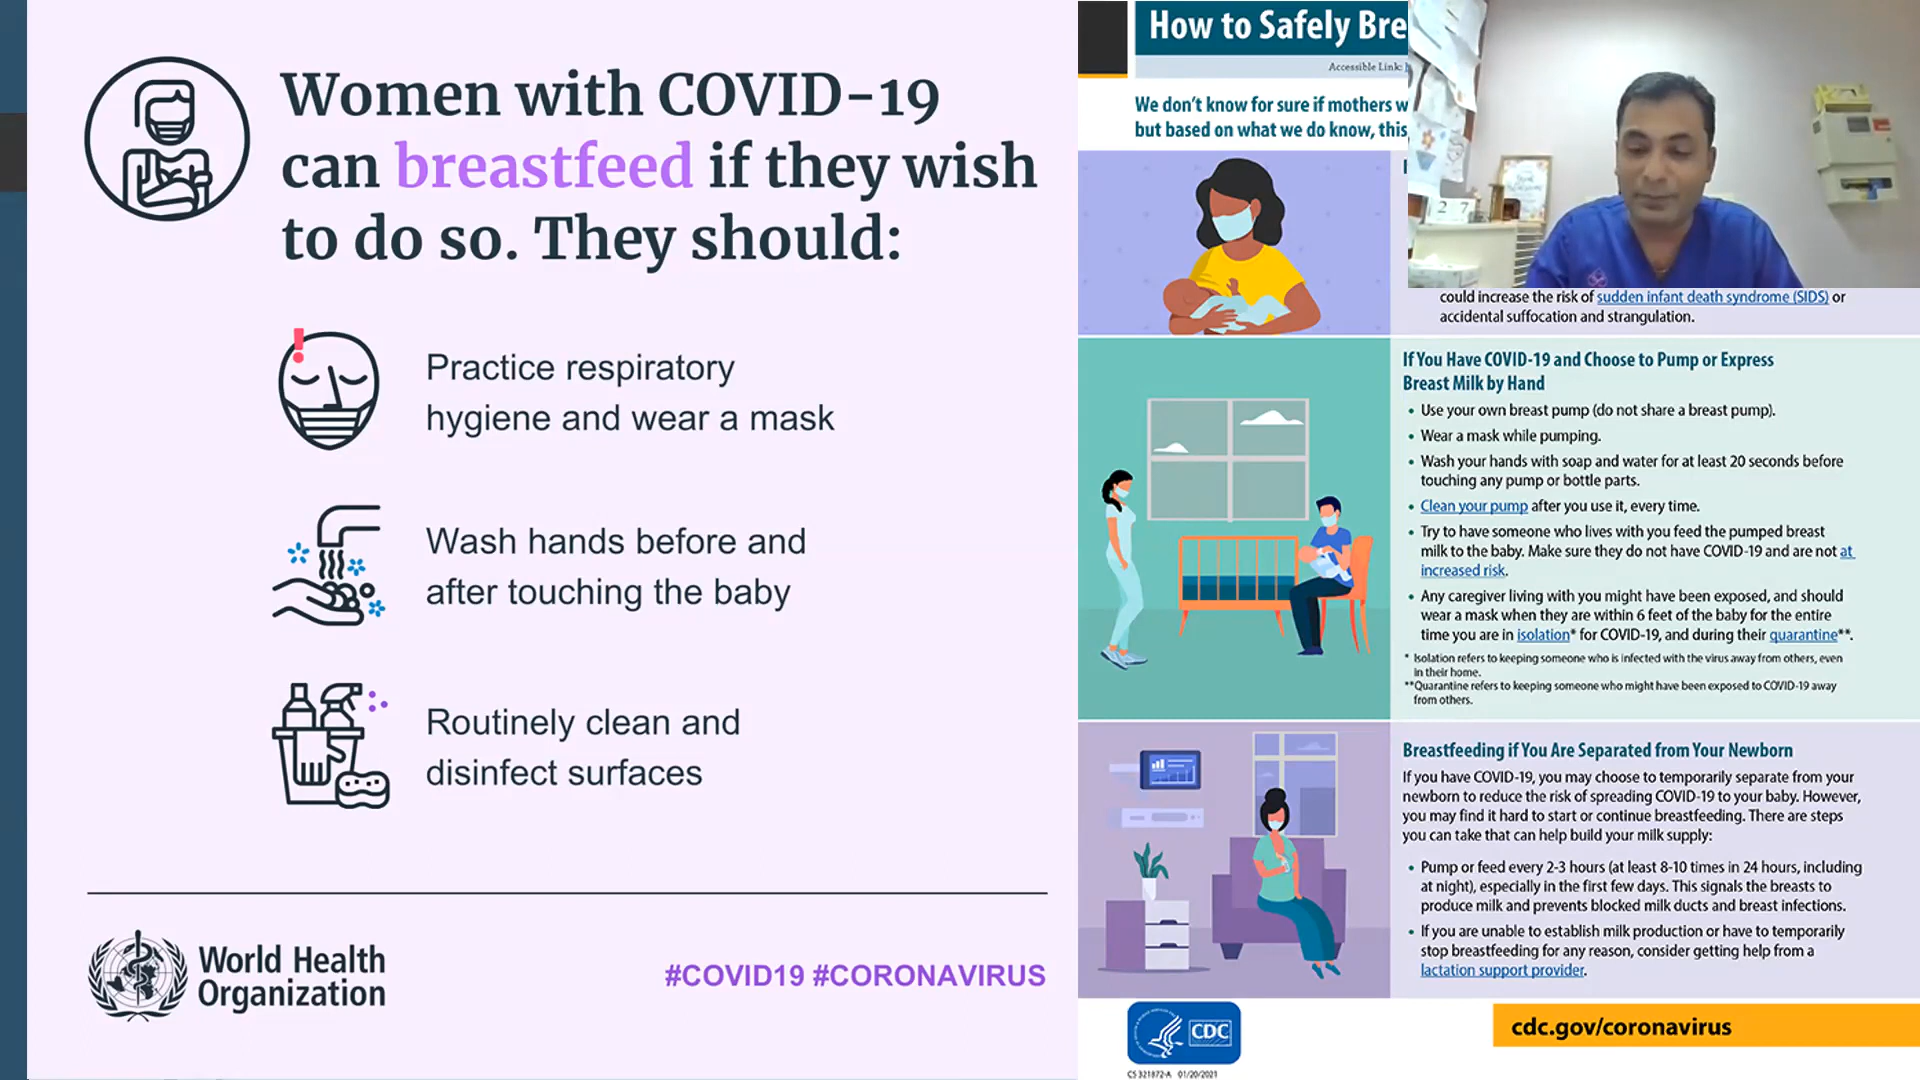 Women with COVID-19
can breastfeed if they wish
to do so. They should:
Practice respiratory
hygiene and wear a mask
Wash hands before and
after touching the baby
Routinely clean and
disinfect surfaces
World Health
Organization
#COVID19 #CORONAVIRUS
How to Safely Bre
Accessible Link:
We don't know for sure if mothers w
but based on what we do know, this
could increase the risk of sudden infant death syndrome (SIDS) or
accidental suffocation and strangulation.
If You Have COVID-19 and Choose to Pump or Express
Breast Milk by Hand
• Use your own breast pump (do not share a breast pump).
• Wear a mask while pumping.
• Wash your hands with soap and water for at least 20 seconds before
touching any pump or bottle parts.
• Clean your pump after you use it, every time.
• Try to have someone who lives with you feed the pumped breast
milk to the baby. Make sure they do not have COVID-19 and are not at
increased risk.
• Any caregiver living with you might have been exposed, and should
wear a mask when they are within 6 feet of the baby for the entire
time you are in isolation* for COVID-19, and during their quarantine**.
* Isolation refers to keeping someone who is infected with the virus away from others, even
in their home.
**Quarantine refers to keeping someone who might have been exposed to COVID-19 away
from others.
Breastfeeding if You Are Separated from Your Newborn
If you have COVID-19, you may choose to temporarily separate from your
newborn to reduce the risk of spreading COVID-19 to your baby. However,
you may find it hard to start or continue breastfeeding. There are steps
you can take that can help build your milk supply:
• Pump or feed every 2-3 hours (at least 8-10 times in 24 hours, including
at night), especially in the first few days. This signals the breasts to
produce milk and prevents blocked milk ducts and breast infections.
• If you are unable to establish milk production or have to temporarily
stop breastfeeding for any reason, consider getting help from a
lactation support provider.
CDC
cdc.gov/coronavirus
CS 321872-A 01/20/2021
2 7